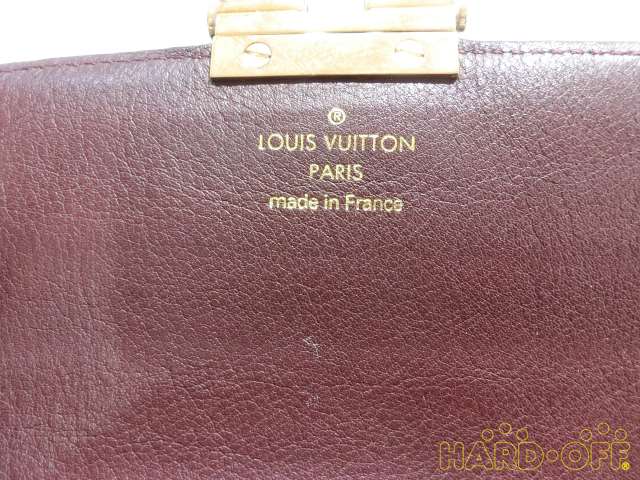 ®
LOUIS VUITTON
PARIS
made in France
HARD-OFF